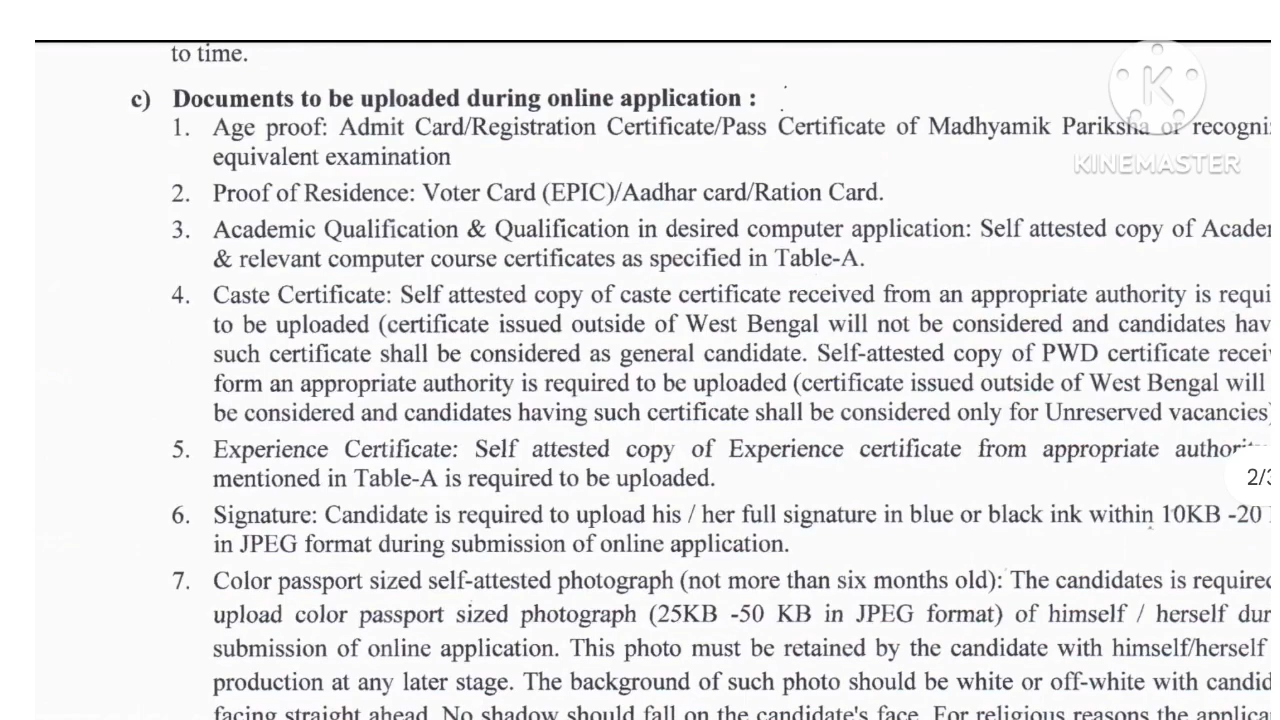 to time.
c) Documents to be uploaded during online application :
1. Age proof: Admit Card/Registration Certificate/Pass Certificate of Madhyamik Pariksha or
equivalent examination
2. Proof of Residence: Voter Card (EPIC)/Aadhar card/Ration Card.
3. Academic Qualification & Qualification in desired computer application: Self attested copy of
& relevant computer course certificates as specified in Table-A.
4. Caste Certificate: Self attested copy of caste certificate received from an appropriate authority is
to be uploaded (certificate issued outside of West Bengal will not be considered and candidates
such certificate shall be considered as general candidate. Self-attested copy of PWD certificate
form an appropriate authority is required to be uploaded (certificate issued outside of West Bengal will
be considered and candidates having such certificate shall be considered only for Unreserved vacancies)
5. Experience Certificate: Self attested copy of Experience certificate from appropriate
mentioned in Table-A is required to be uploaded.
6. Signature: Candidate is required to upload his / her full signature in blue or black ink within 10KB -20
in JPEG format during submission of online application.
7. Color passport sized self-attested photograph (not more than six months old): The candidates is
upload color passport sized photograph (25KB -50 KB in JPEG format) of himself / herself
submission of online application. This photo must be retained by the candidate with himself/herself
production at any later stage. The background of such photo should be white or off-white with
facing straight ahead. No shadow should fall on the candidate's face. For religious reasons the
K
KINEMASTER
2/3